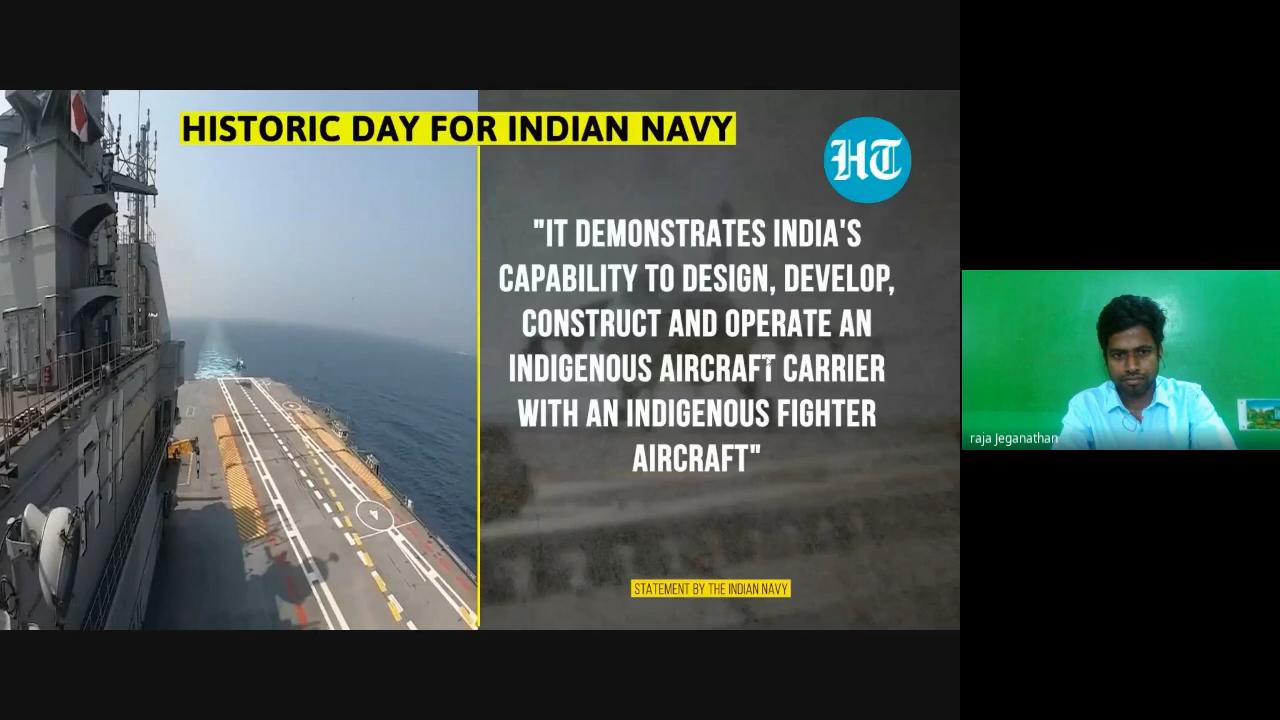 HISTORIC DAY FOR INDIAN NAVY
HT
"IT DEMONSTRATES INDIA'S
CAPABILITY TO DESIGN, DEVELOP,
CONSTRUCT AND OPERATE AN
INDIGENOUS AIRCRAFT CARRIER
WITH AN INDIGENOUS FIGHTER
AIRCRAFT"
STATEMENT BY THE INDIAN NAVY
raja Jeganathan